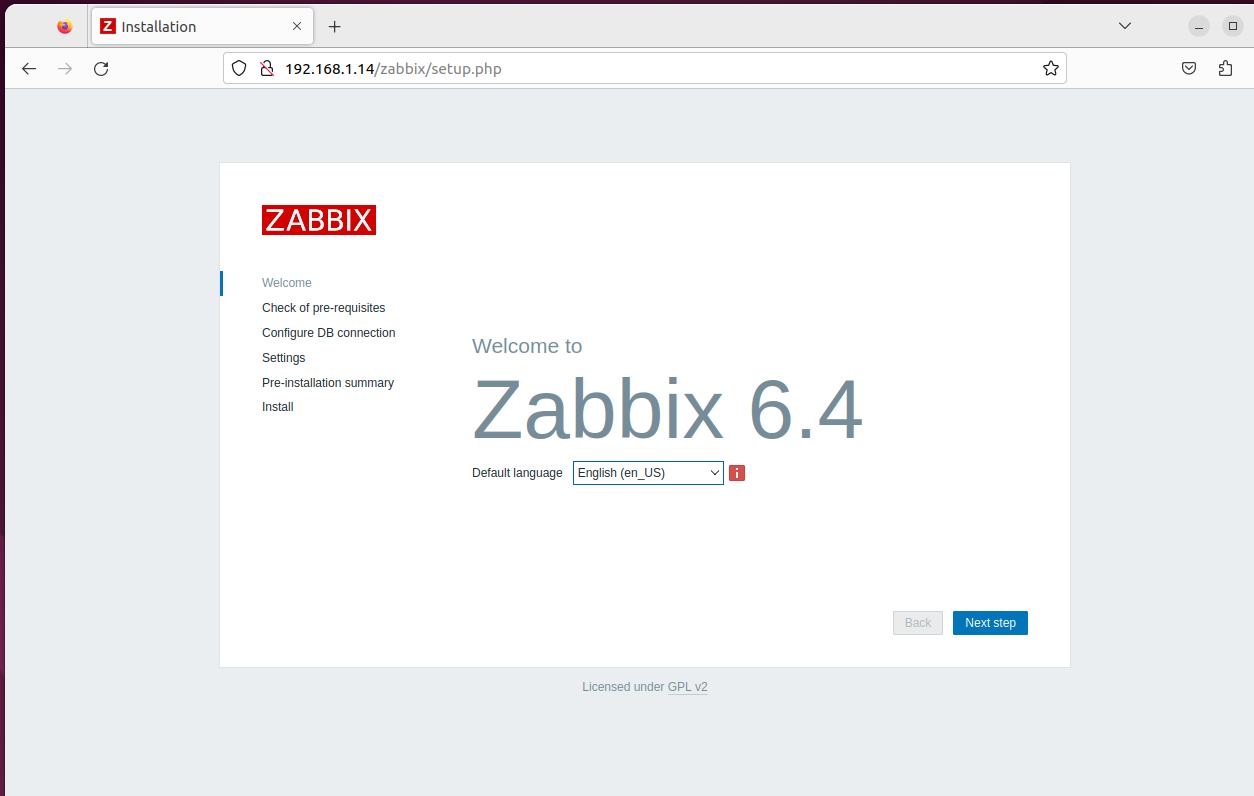 Installation
192.168.1.14/zabbix/setup.php
ZABBIX
Welcome
Check of pre-requisites
Configure DB connection
Settings
Pre-installation summary
Install
Welcome to
Zabbix 6.4
Default language English (en_US) i
Back Next step
Licensed under GPL v2